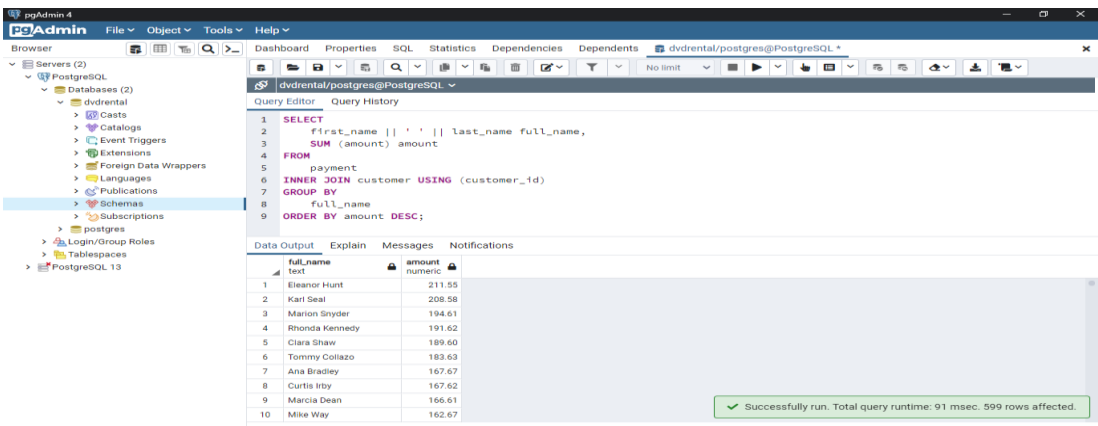 pgAdmin 4
pgAdmin File Object Tools Help
Browser Dashboard Properties SQL Statistics Dependencies Dependents dvdrental/postgres@PostgreSQL *
Servers (2)
PostgreSQL
Databases (2)
dvdrental
Casts
Catalogs
Event Triggers
Extensions
Foreign Data Wrappers
Languages
Publications
Schemas
Subscriptions
postgres
Login/Group Roles
Tablespaces
PostgreSQL 13
No limit
dvdrental/postgres@PostgreSQL
Query Editor Query History
1 SELECT
2 first_name || ' ' || last_name full_name,
3 SUM (amount) amount
4 FROM
5 payment
6 INNER JOIN customer USING (customer_id)
7 GROUP BY
8 full_name
9 ORDER BY amount DESC;
Data Output Explain Messages Notifications
full_name amount
text numeric
1 Eleanor Hunt 211.55
2 Karl Seal 208.58
3 Marion Snyder 194.61
4 Rhonda Kennedy 191.62
5 Clara Shaw 189.60
6 Tommy Collazo 183.63
7 Ana Bradley 167.67
8 Curtis Irby 167.62
9 Marcia Dean 166.61
10 Mike Way 162.67
Successfully run. Total query runtime: 91 msec. 599 rows affected.